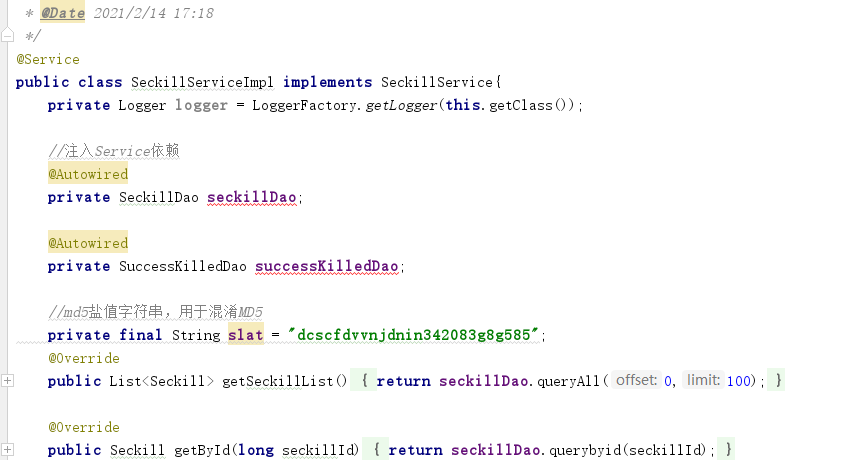 * @Date 2021/2/14 17:18
*/
@Service
public class SeckillServiceImpl implements SeckillService{
private Logger logger = LoggerFactory.getLogger(this.getClass());
//注入Service依赖
@Autowired
private SeckillDao seckillDao;
@Autowired
private SuccessKilledDao successKilledDao;
//md5盐值字符串，用于混淆MD5
private final String slat = "dcscfdvvnjdnin342083g8g585";
@Override
public List<Seckill> getSeckillList() { return seckillDao.queryAll( offset: 0, limit: 100); }
@Override
public Seckill getById(long seckillId) { return seckillDao.querybyid(seckillId); }